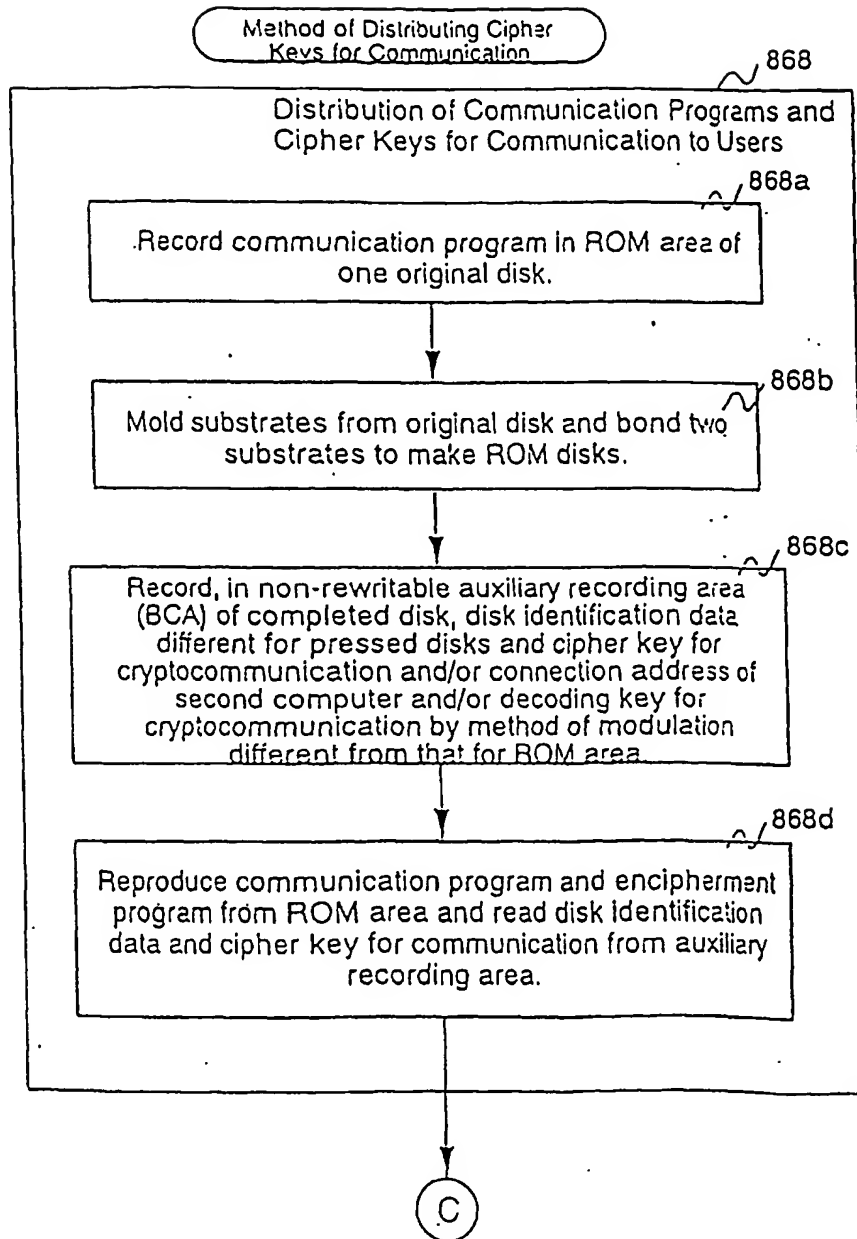 Method of Distributing Cipher
Keys for Communication
868
Distribution of Communication Programs and
Cipher Keys for Communication to Users
868a
Record communication program in ROM area of
one original disk.
868b
Mold substrates from original disk and bond two
substrates to make ROM disks.
868c
Record, in non-rewritable auxiliary recording area
(BCA) of completed disk, disk identification data
different for pressed disks and cipher key for
cryptocommunication and/or connection address of
second computer and/or decoding key for
cryptocommunication by method of modulation
different from that for ROM area
868d
Reproduce communication program and encipherment
program from ROM area and read disk identification
data and cipher key for communication from auxiliary
recording area.
C